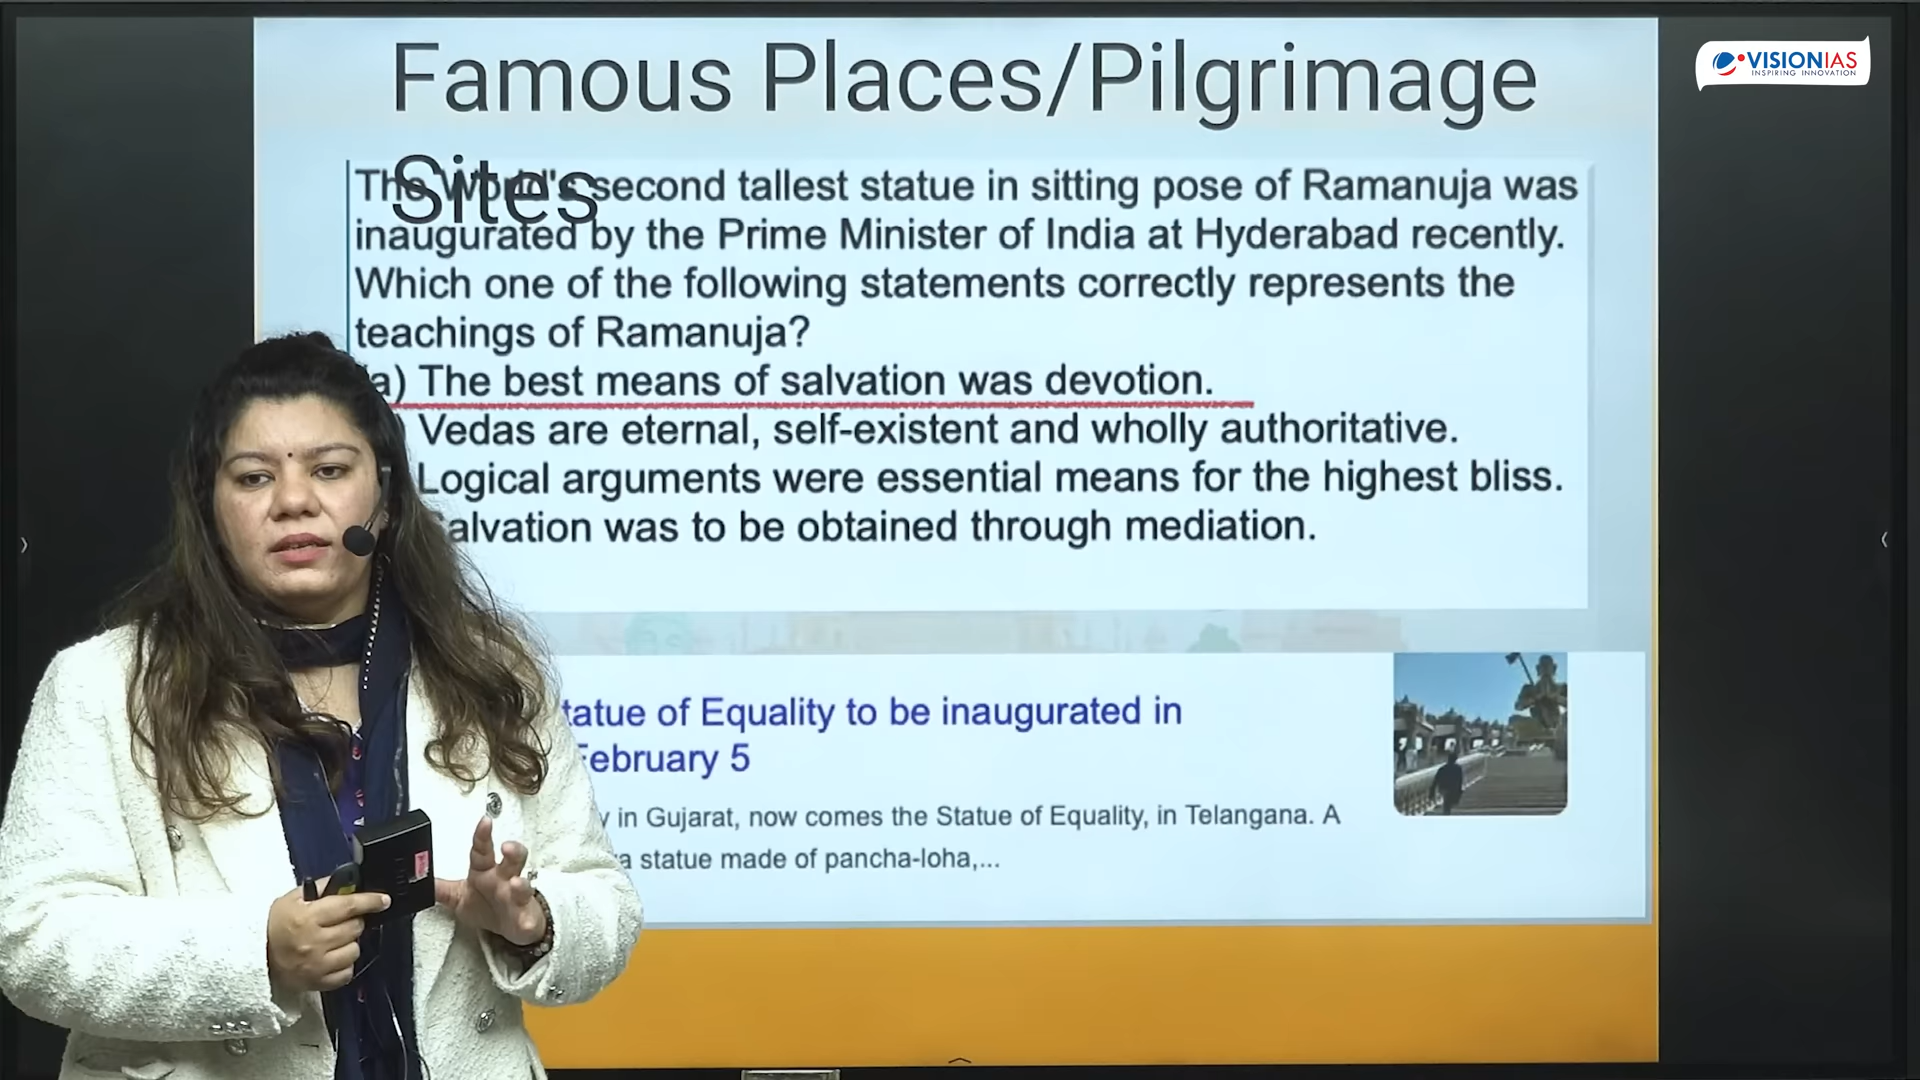 Famous Places/Pilgrimage
Sites
VISIONIAS
INSPIRING INNOVATION
The World's second tallest statue in sitting pose of Ramanuja was
inaugurated by the Prime Minister of India at Hyderabad recently.
Which one of the following statements correctly represents the
teachings of Ramanuja?
a) The best means of salvation was devotion.
) Vedas are eternal, self-existent and wholly authoritative.
Logical arguments were essential means for the highest bliss.
alvation was to be obtained through mediation.
tatue of Equality to be inaugurated in
February 5
y in Gujarat, now comes the Statue of Equality, in Telangana. A
a statue made of pancha-loha,...